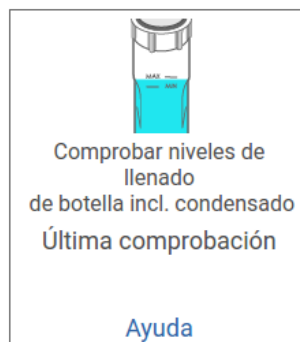 MAX
MIN
Comprobar niveles de
llenado
de botella incl. condensado
Última comprobación
Ayuda